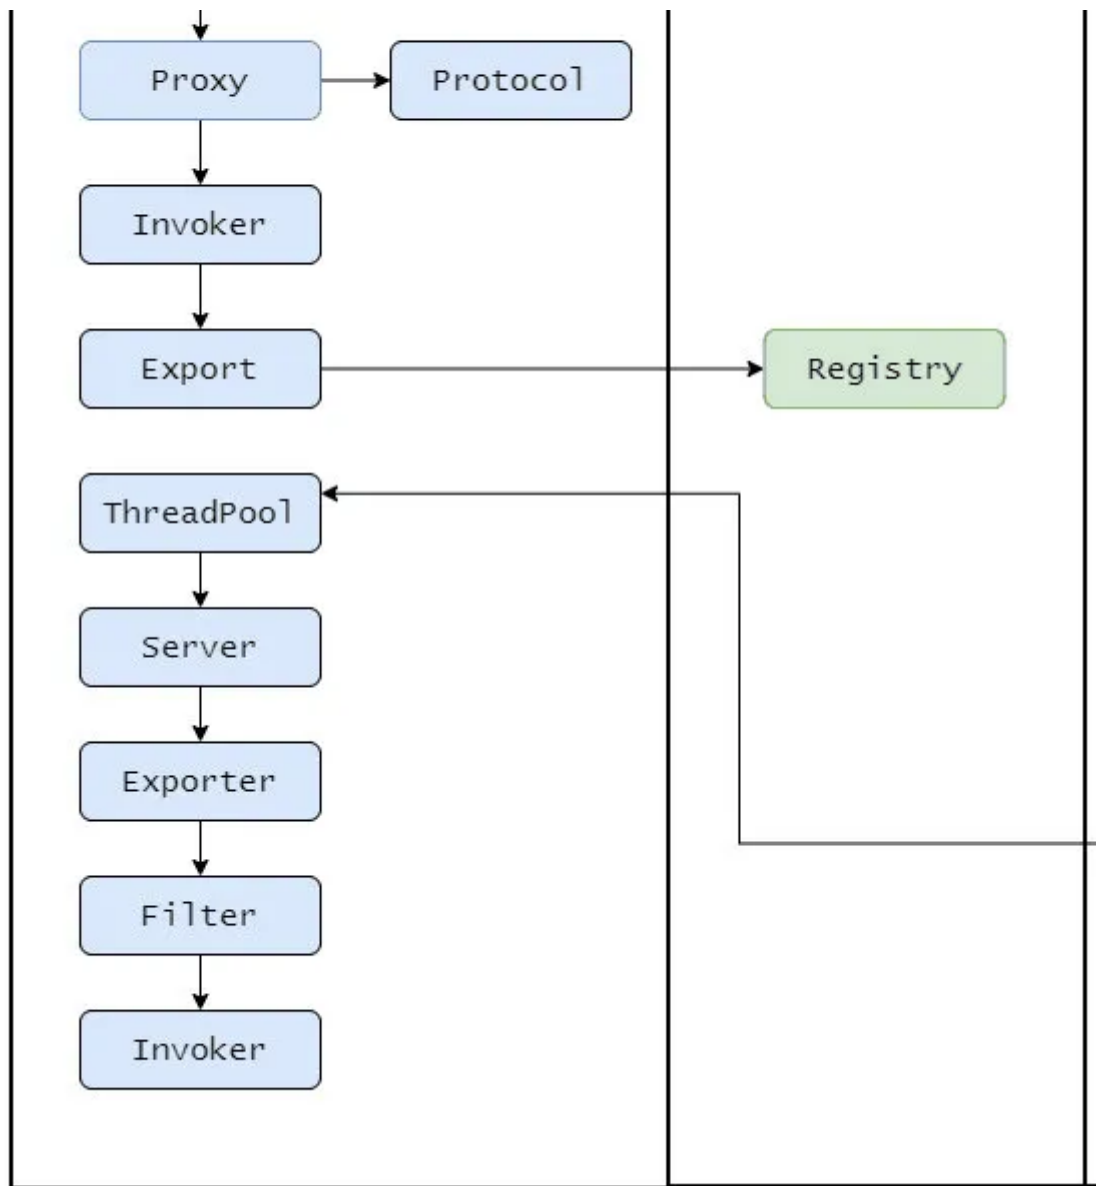 Proxy
Protocol
Invoker
Export
Registry
ThreadPool
Server
Exporter
Filter
Invoker